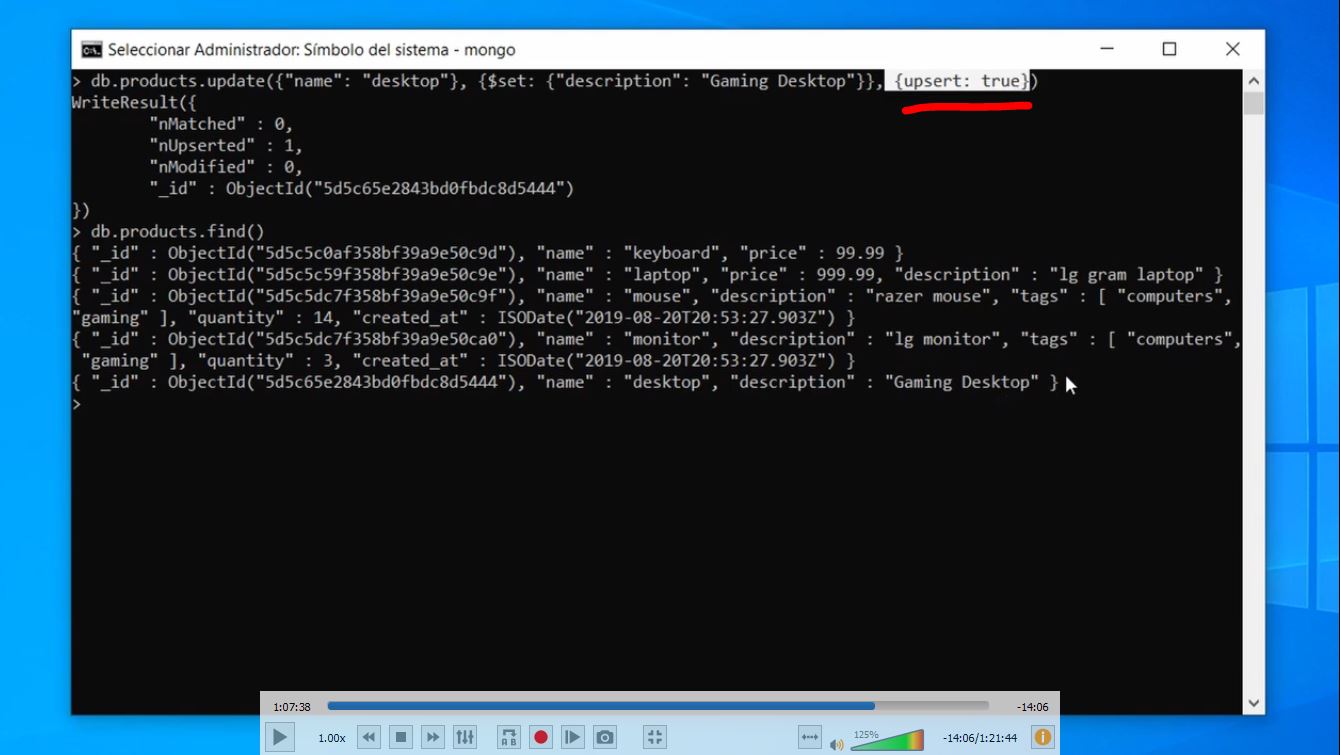 Seleccionar Administrador: Símbolo del sistema - mongo
> db.products.update({"name": "desktop"}, {$set: {"description": "Gaming Desktop"}}, {upsert: true})
WriteResult({
"nMatched" : 0,
"nUpserted" : 1,
"nModified" : 0,
"_id" : ObjectId("5d5c65e2843bd0fbdc8d5444")
})
> db.products.find()
{ "_id" : ObjectId("5d5c5c0af358bf39a9e50c9d"), "name" : "keyboard", "price" : 99.99 }
{ "_id" : ObjectId("5d5c5c59f358bf39a9e50c9e"), "name" : "laptop", "price" : 999.99, "description" : "lg gram laptop" }
{ "_id" : ObjectId("5d5c5dc7f358bf39a9e50c9f"), "name" : "mouse", "description" : "razer mouse", "tags" : [ "computers",
"gaming" ], "quantity" : 14, "created_at" : ISODate("2019-08-20T20:53:27.903Z") }
{ "_id" : ObjectId("5d5c5dc7f358bf39a9e50ca0"), "name" : "monitor", "description" : "lg monitor", "tags" : [ "computers",
"gaming" ], "quantity" : 3, "created_at" : ISODate("2019-08-20T20:53:27.903Z") }
{ "_id" : ObjectId("5d5c65e2843bd0fbdc8d5444"), "name" : "desktop", "description" : "Gaming Desktop" }
>
1:07:38 -14:06
1.00x A B 125% -14:06/1:21:44